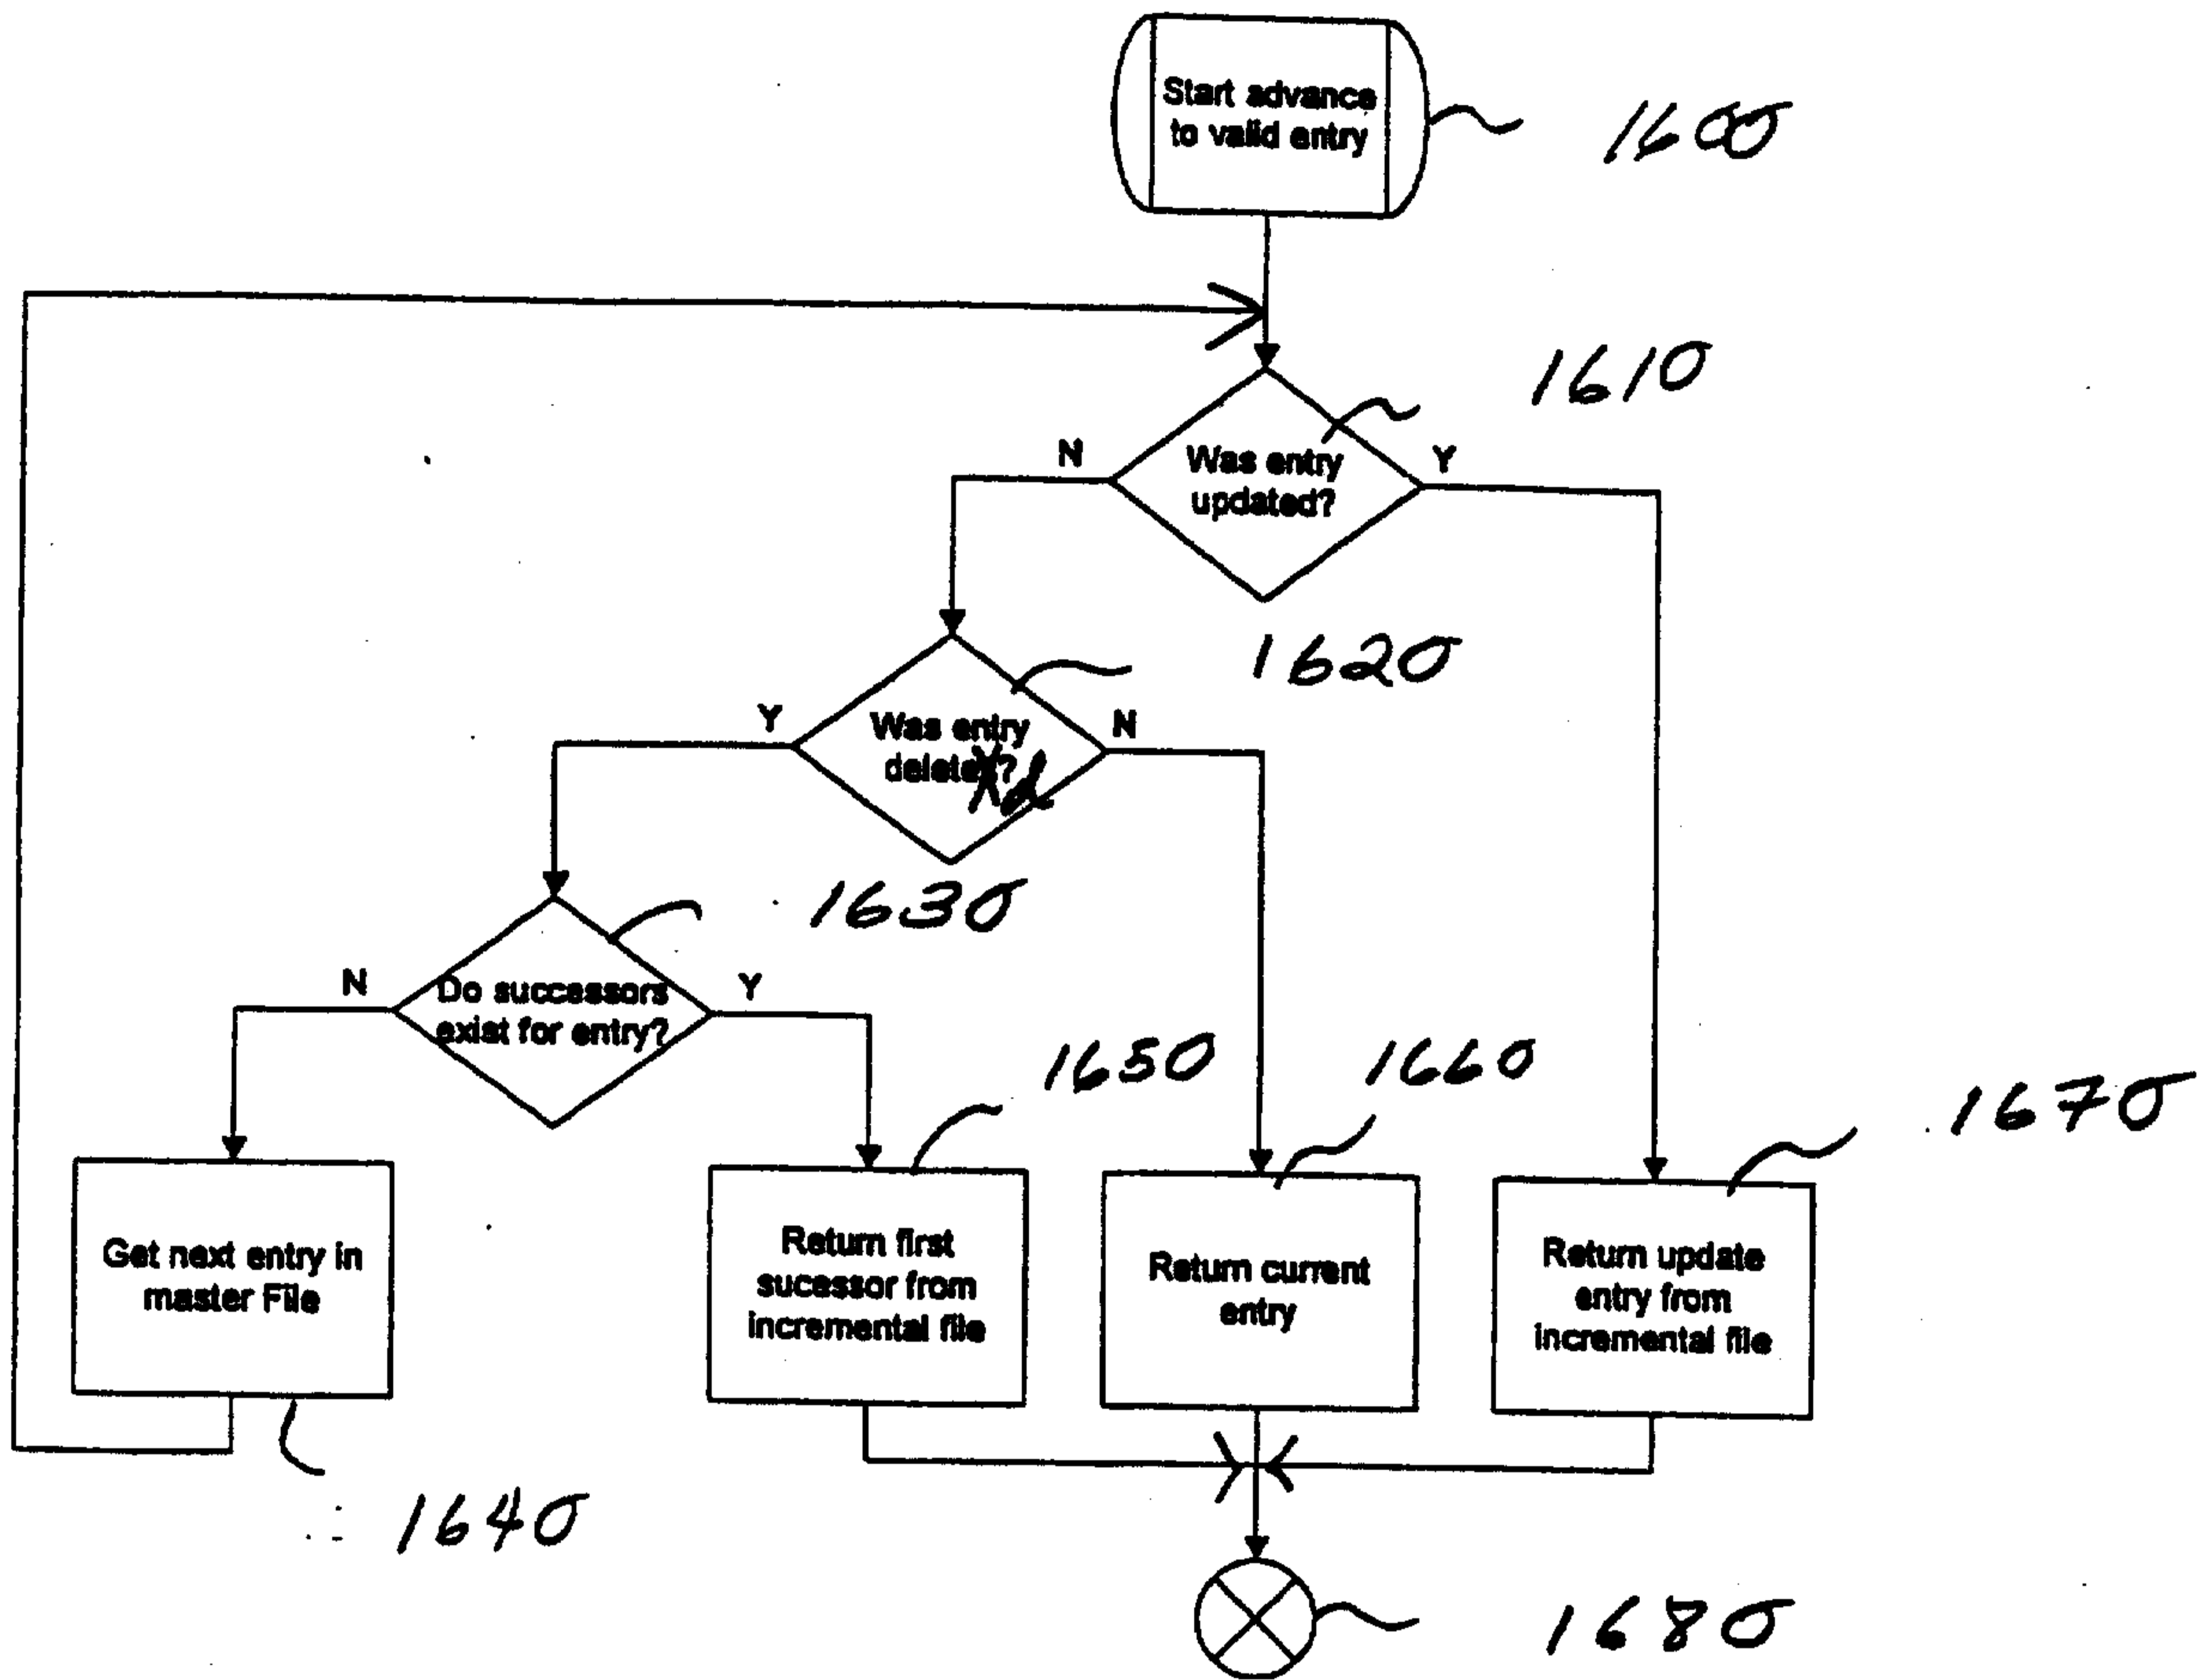 Start advance
to valid entry
1600
1610
N
Was entry
updated?
Y
1620
Y
Was entry
deleted?
N
1630
N
Do successors
exist for entry?
Y
1650
1660
1670
Get next entry in
master File
Return first
sucessor from
incremental file
Return current
entry
Return update
entry from
incremental file
1640
1680